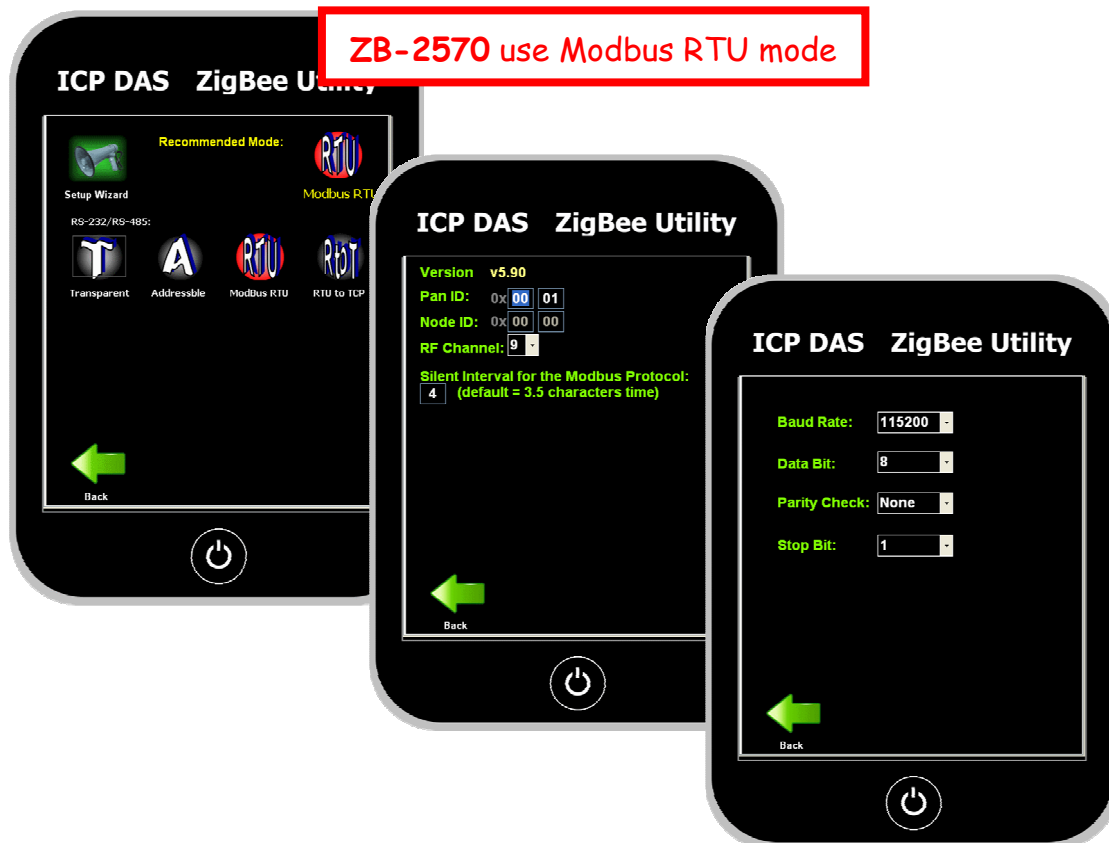 ZB-2570 use Modbus RTU mode
ICP DAS ZigBee Utility
Recommended Mode:
RTU
Setup Wizard
Modbus RTU
RS-232/RS-485:
T
A
RTU
RtoT
Transparent
Addressble
ModBus RTU
RTU to TCP
Back
ICP DAS ZigBee Utility
Version v5.90
Pan ID: 0x 00 01
Node ID: 0x 00 00
RF Channel: 9
Silent Interval for the Modbus Protocol:
4 (default = 3.5 characters time)
Back
ICP DAS ZigBee Utility
Baud Rate: 115200
Data Bit: 8
Parity Check: None
Stop Bit: 1
Back